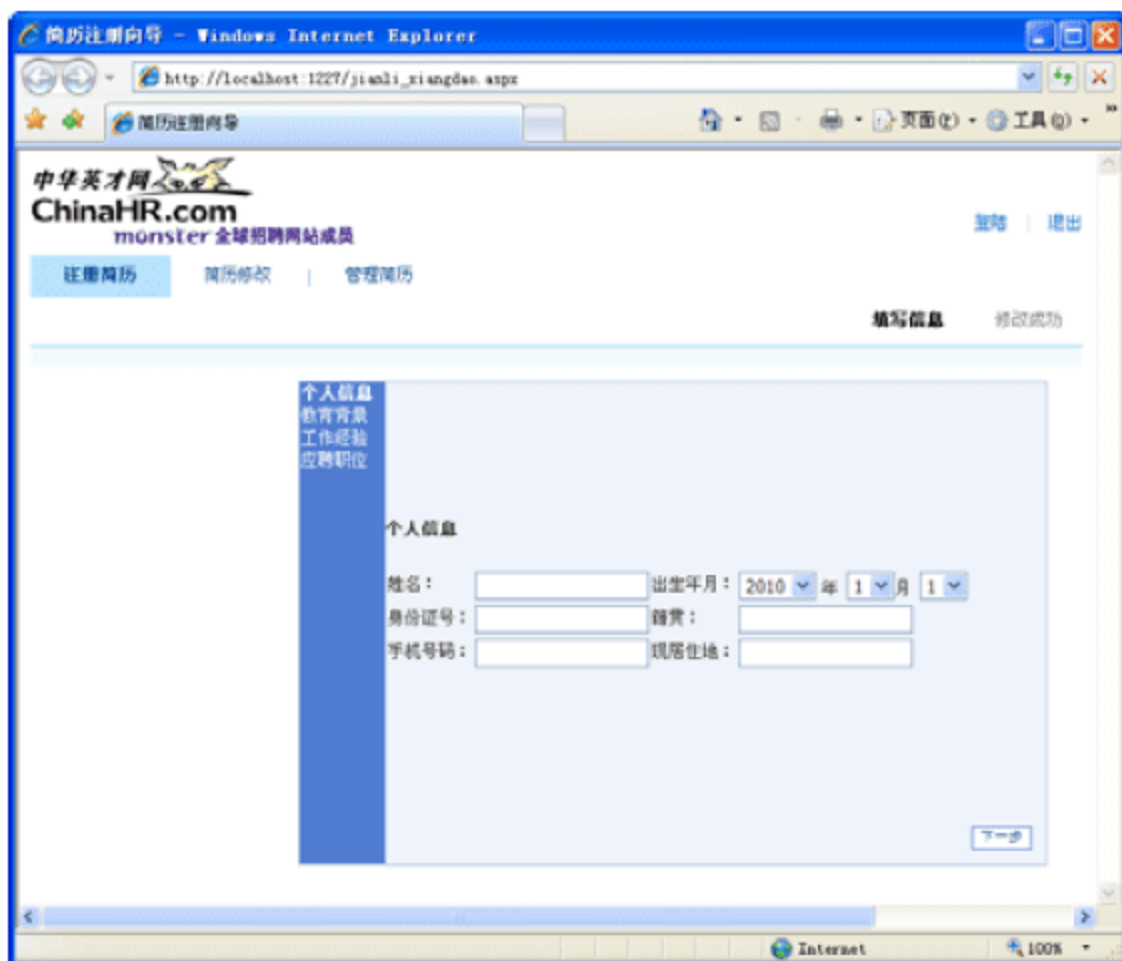 简历注册向导 - Windows Internet Explorer
http://localhost:1227/jianli_xiangdao.aspx
简历注册向导
页面(P)
工具(O)
»
中华英才网
ChinaHR.com
monster 全球招聘网站成员
登陆 | 退出
注册简历 简历修改 | 管理简历
填写信息 修改成功
个人信息
教育背景
工作经验
应聘职位
个人信息
姓名: 出生年月: 2010 年 1 月 1
身份证号: 籍贯:
手机号码: 现居住地:
下一步
Internet 100%